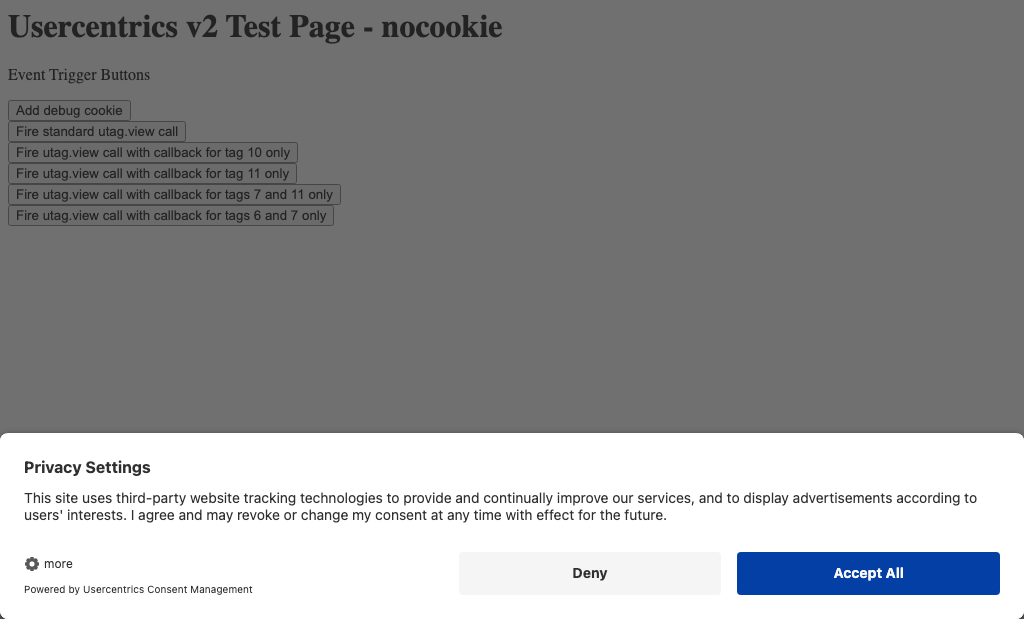 Usercentrics v2 Test Page - nocookie
Event Trigger Buttons
Add debug cookie
Fire standard utag.view call
Fire utag.view call with callback for tag 10 only
Fire utag.view call with callback for tag 11 only
Fire utag.view call with callback for tags 7 and 11 only
Fire utag.view call with callback for tags 6 and 7 only
Privacy Settings
This site uses third-party website tracking technologies to provide and continually improve our services, and to display advertisements according to
users' interests. I agree and may revoke or change my consent at any time with effect for the future.
more
Deny
Accept All
Powered by Usercentrics Consent Management